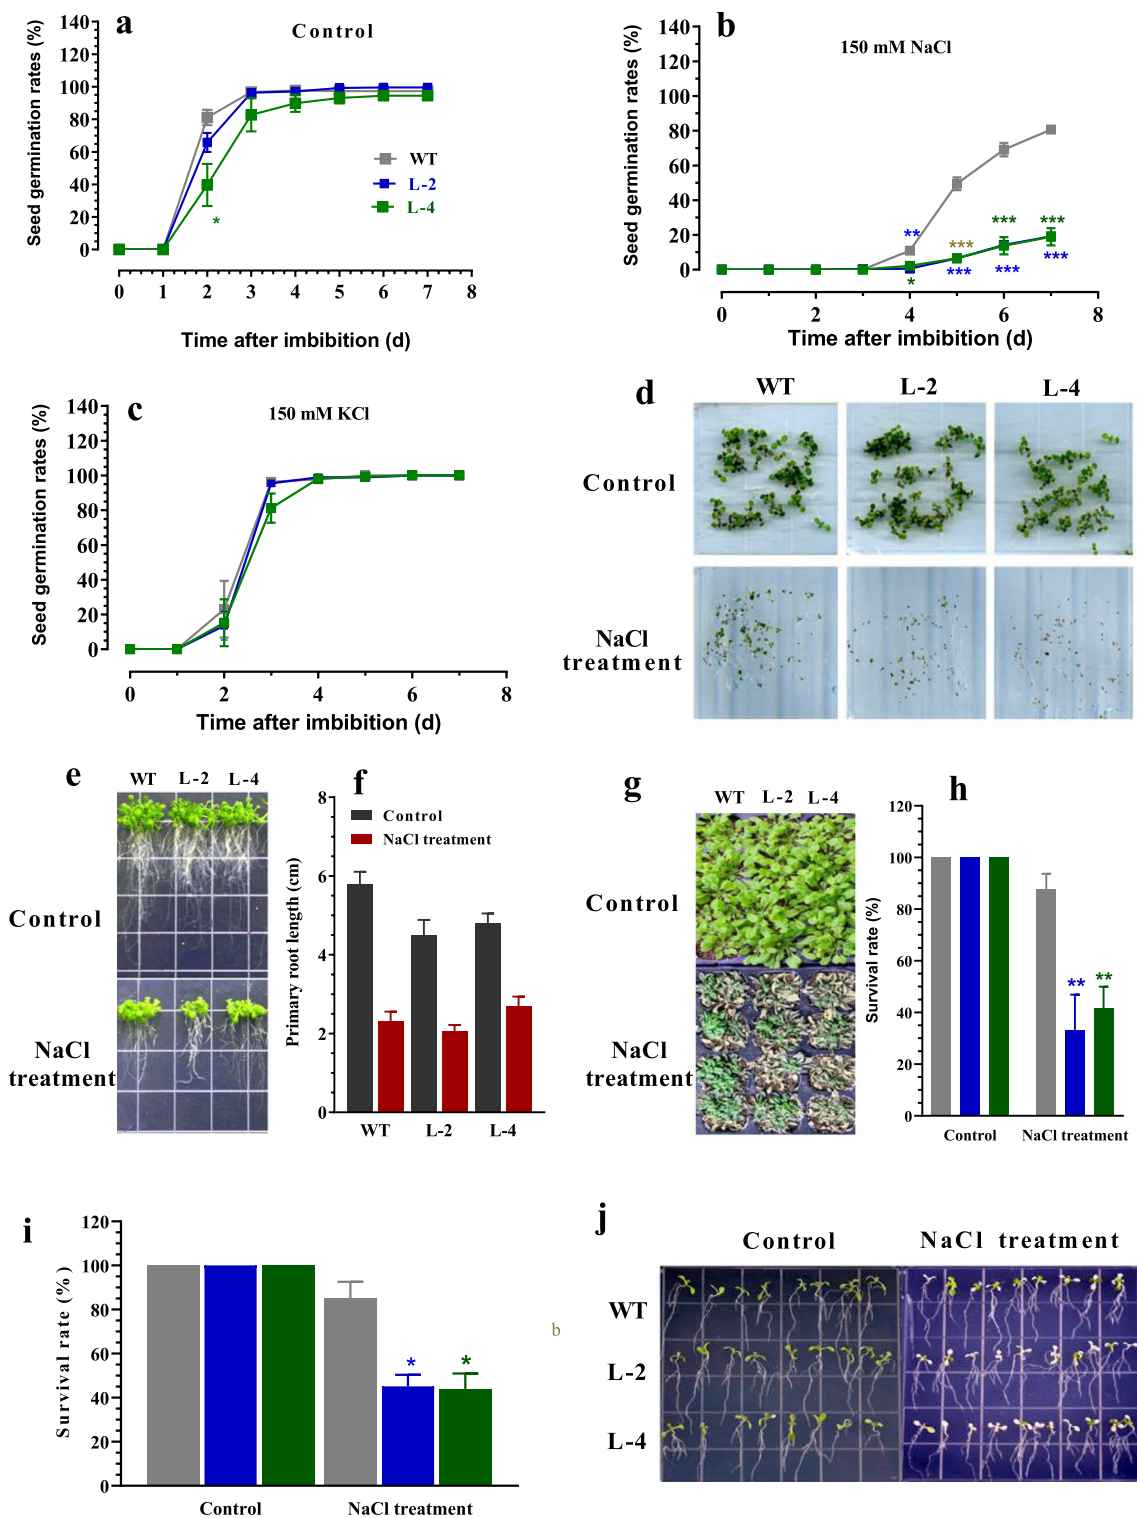 a
Control
Seed germination rates (%)
140
120
100
80
60
40
20
0
WT
L-2
L-4
*
0 1 2 3 4 5 6 7 8
Time after imbibition (d)
b
150 mM NaCl
Seed germination rates (%)
140
120
100
80
60
40
20
0
** *** *** ***
* *** *** ***
0 2 4 6 8
Time after imbibition (d)
c
150 mM KCl
Seed germination rates (%)
140
120
100
80
60
40
20
0
0 2 4 6 8
Time after imbibition (d)
d
WT L-2 L-4
Control
NaCl
treatment
e
WT L-2 L-4
Control
NaCl
treatment
f
Control
NaCl treatment
Primary root length (cm)
8
6
4
2
0
WT L-2 L-4
g
WT L-2 L-4
Control
NaCl
treatment
h
Survival rate (%)
120
100
80
60
40
20
0
** **
Control NaCl treatment
i
Survival rate (%)
120
100
80
60
40
20
0
* *
Control NaCl treatment
b
j
Control NaCl treatment
WT
L-2
L-4